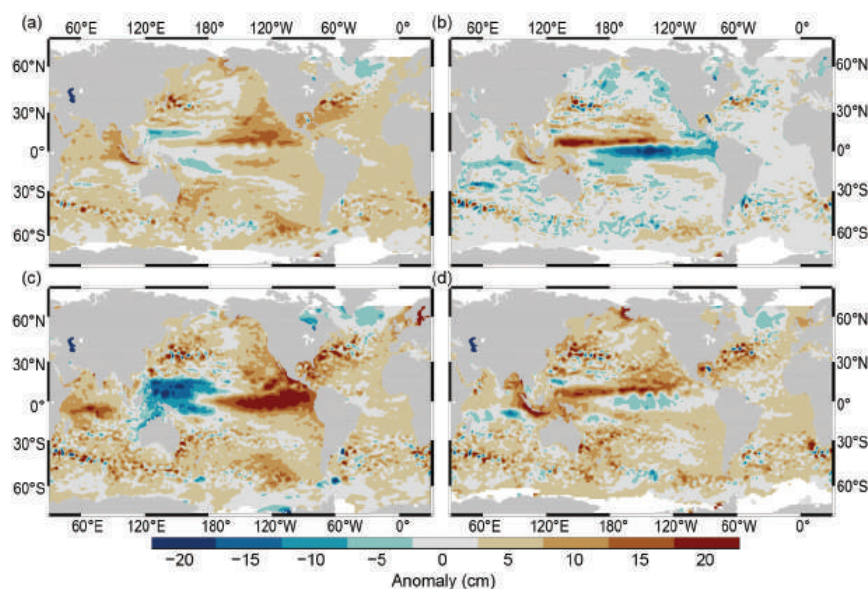 (a) 120°E 180° 120°W 60°W 0° (b) 120°E 180° 120°W 60°W 0°
60°N 60°N
30°N 30°N
0° 0°
30°S 30°S
60°S 60°S
(c) (d)
60°N 60°N
30°N 30°N
0° 0°
30°S 30°S
60°S 60°S
60°E 120°E 180° 120°W 60°W 0° 60°E 120°E 180° 120°W 60°W 0°
−20 −15 −10 −5 0 5 10 15 20
Anomaly (cm)